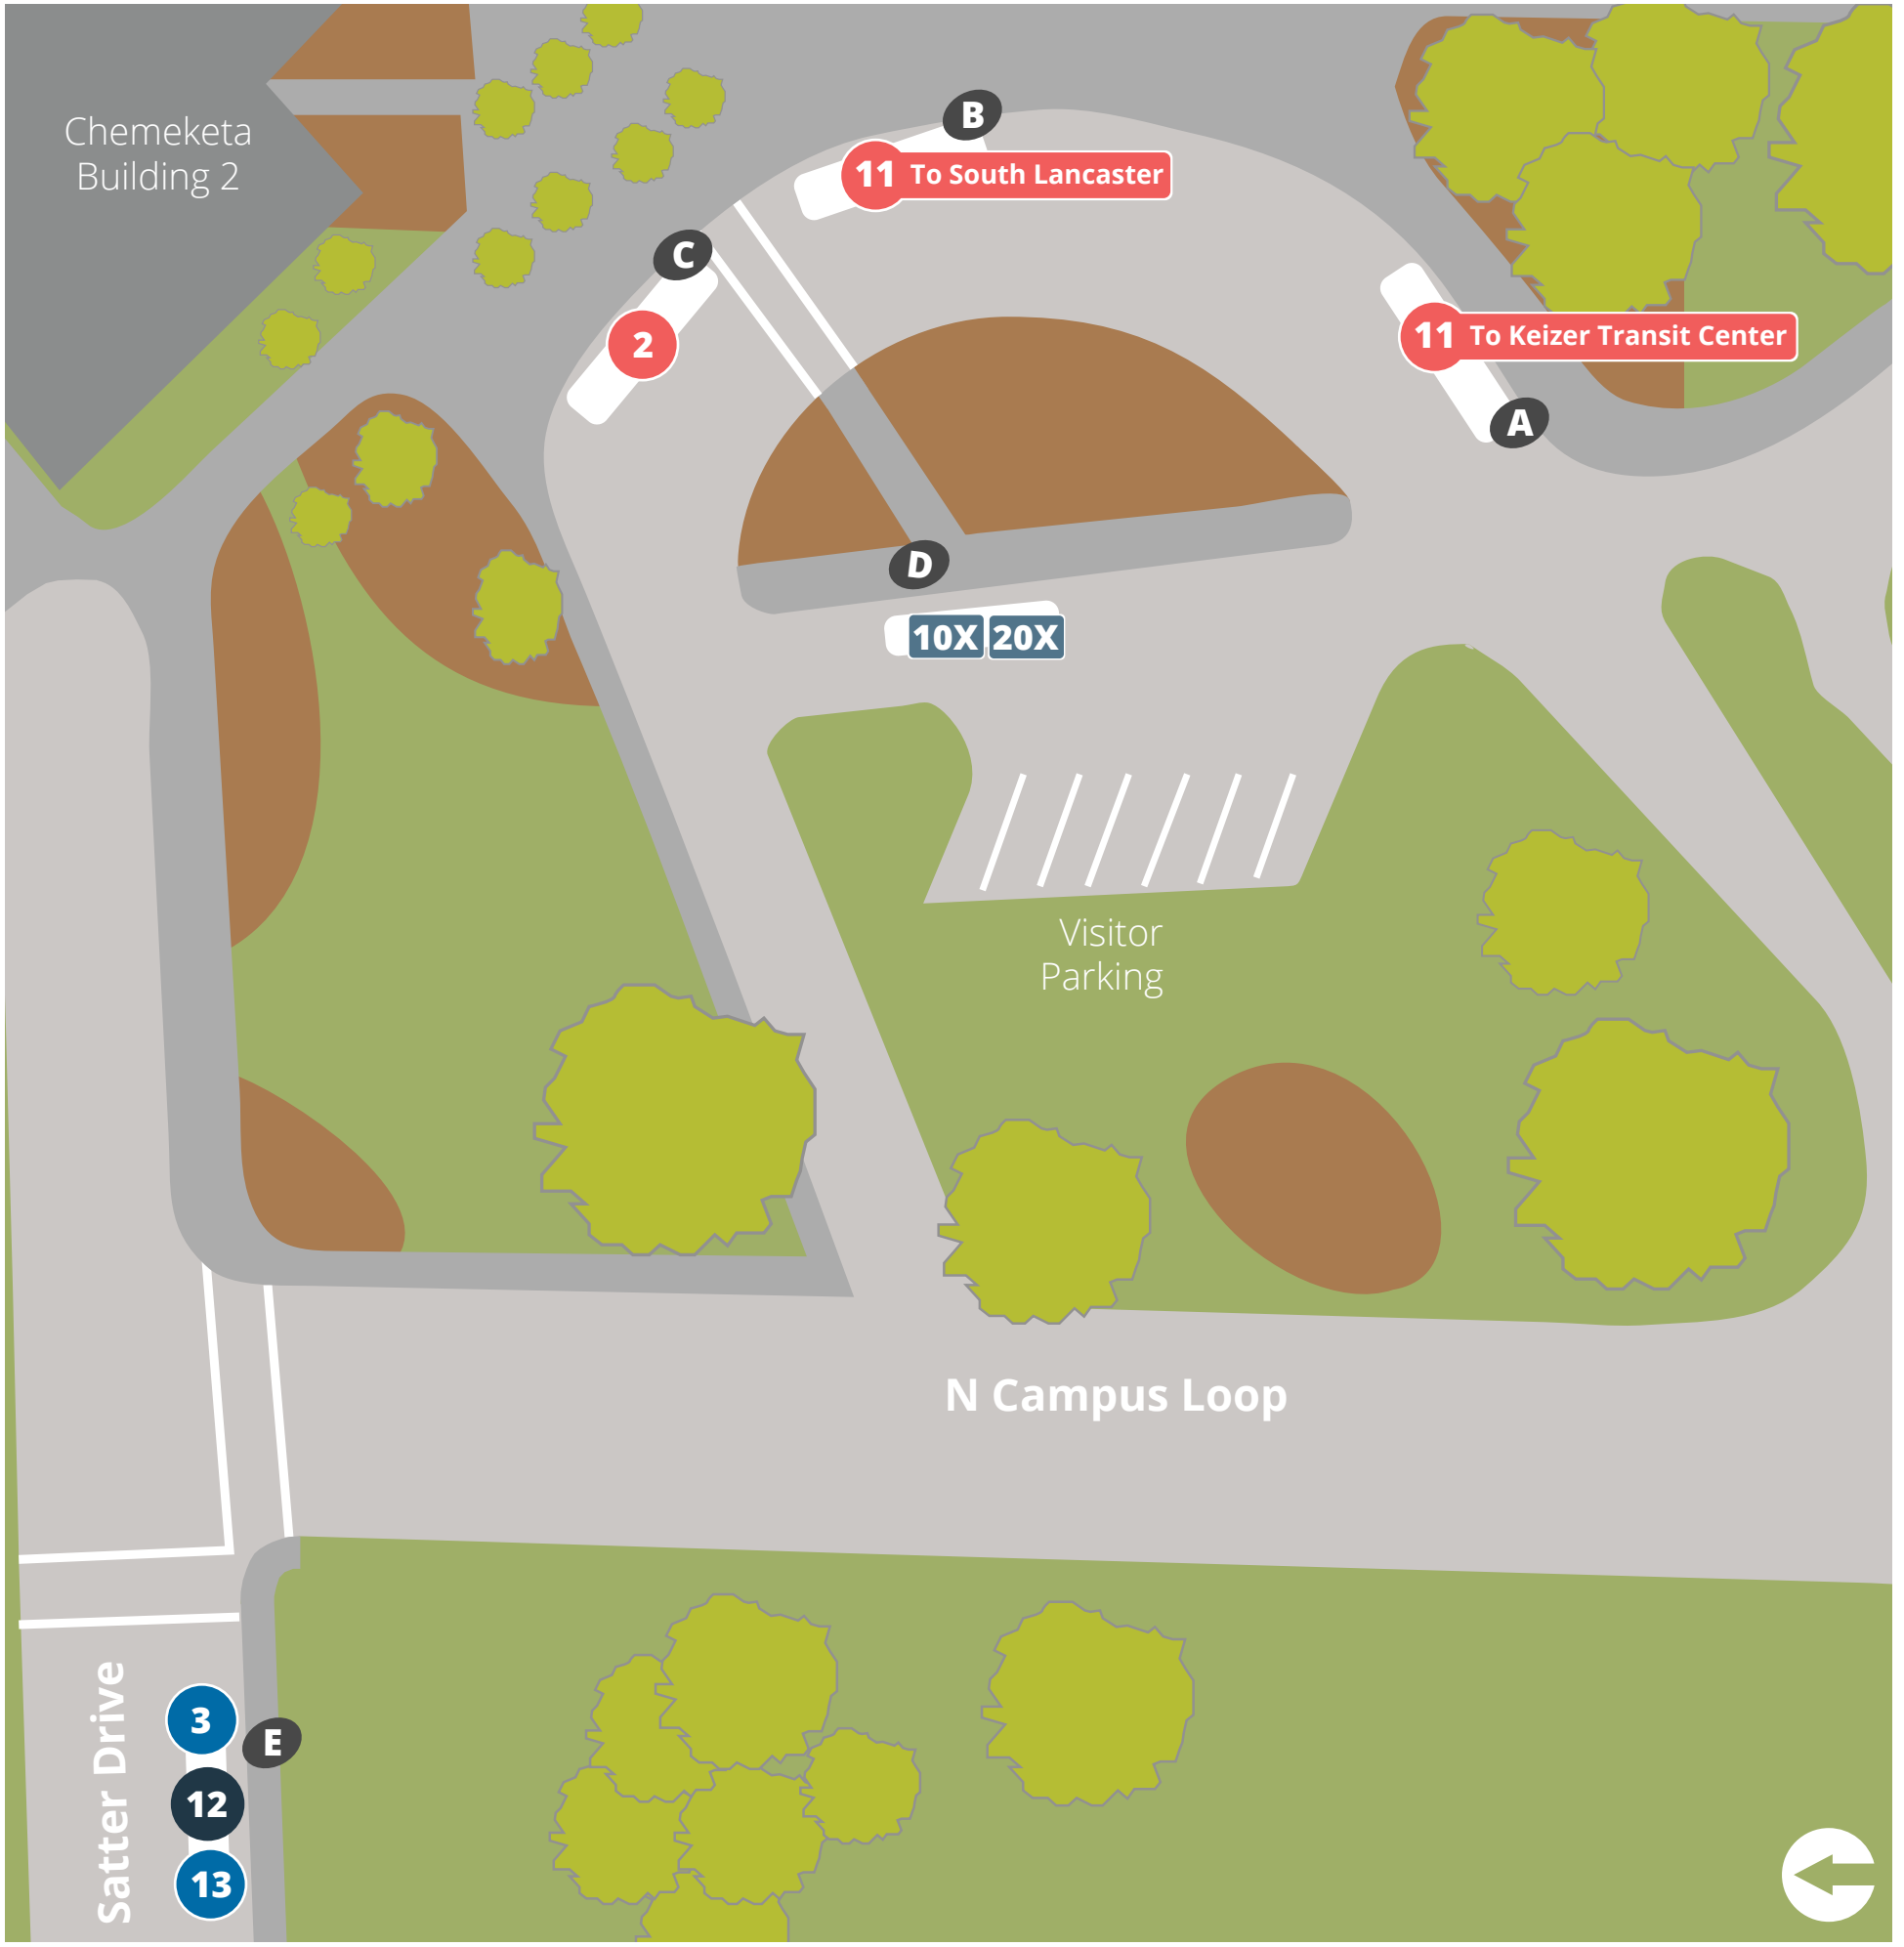 Chemeketa
Building 2
B
11 To South Lancaster
C
2
11 To Keizer Transit Center
A
D
10X 20X
Visitor
Parking
N Campus Loop
Satter Drive
3
E
12
13